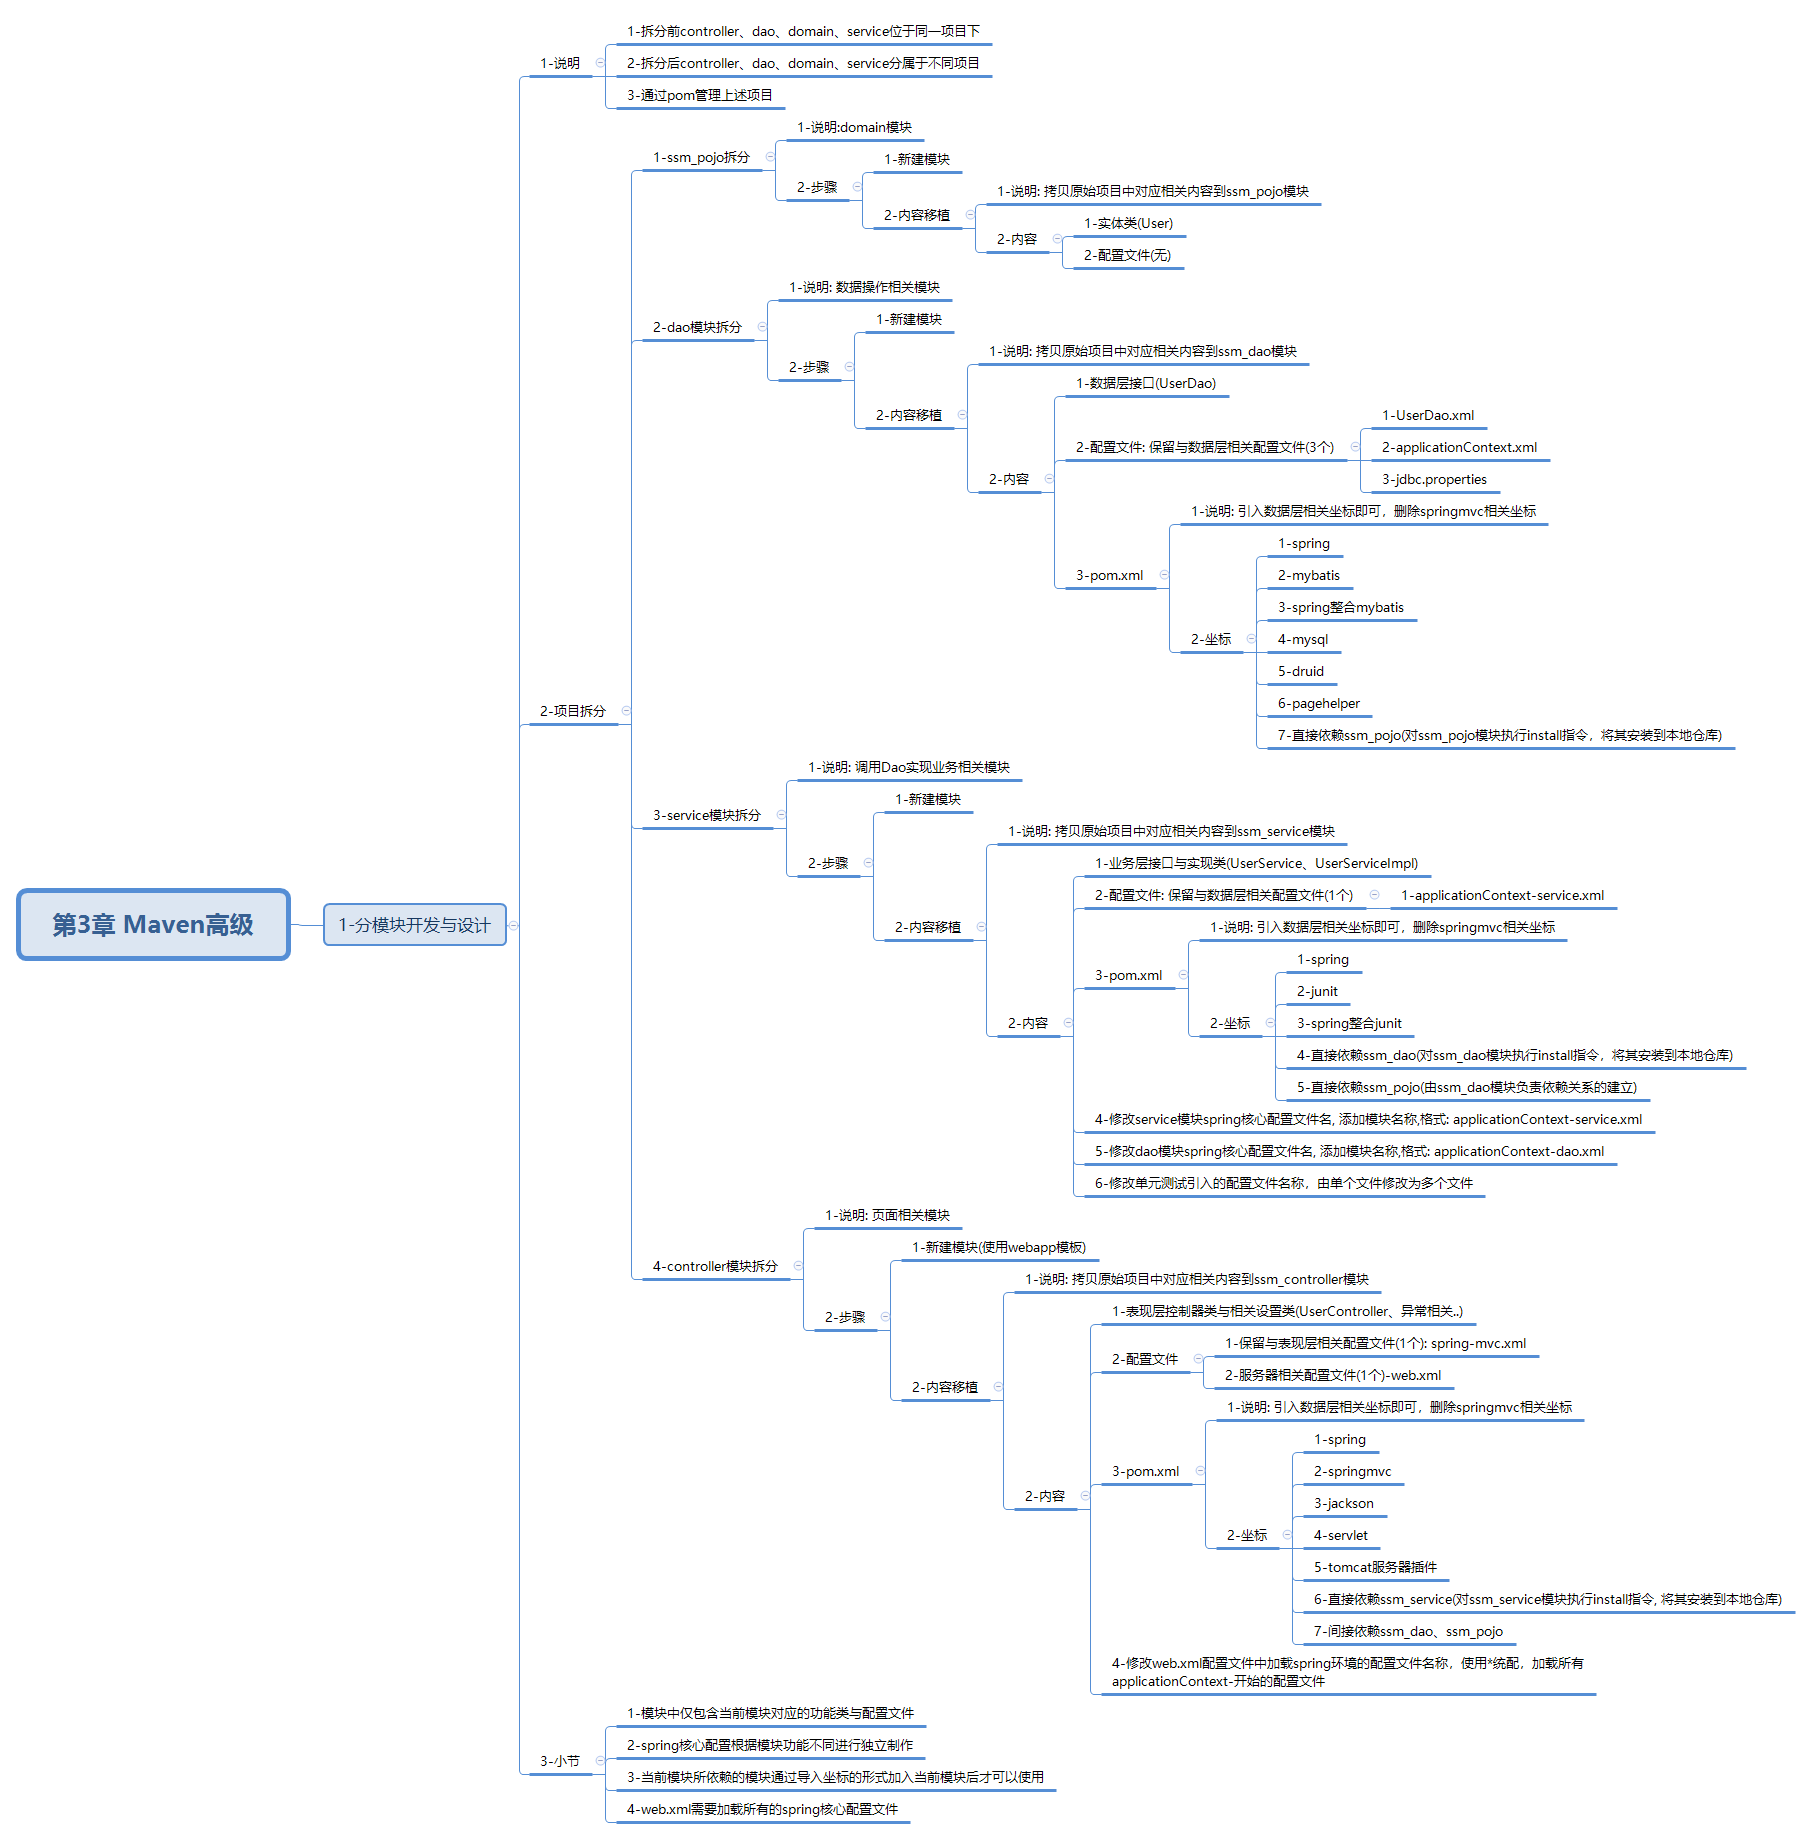 第3章 Maven高级
1-分模块开发与设计
1-说明
1-拆分前controller、dao、domain、service位于同一项目下
2-拆分后controller、dao、domain、service分属于不同项目
3-通过pom管理上述项目
2-项目拆分
1-ssm_pojo拆分
1-说明:domain模块
2-步骤
1-新建模块
2-内容移植
1-说明: 拷贝原始项目中对应相关内容到ssm_pojo模块
2-内容
1-实体类(User)
2-配置文件(无)
2-dao模块拆分
1-说明: 数据操作相关模块
2-步骤
1-新建模块
2-内容移植
1-说明: 拷贝原始项目中对应相关内容到ssm_dao模块
2-内容
1-数据层接口(UserDao)
2-配置文件: 保留与数据层相关配置文件(3个)
1-UserDao.xml
2-applicationContext.xml
3-jdbc.properties
3-pom.xml
1-说明: 引入数据层相关坐标即可，删除springmvc相关坐标
2-坐标
1-spring
2-mybatis
3-spring整合mybatis
4-mysql
5-druid
6-pagehelper
7-直接依赖ssm_pojo(对ssm_pojo模块执行install指令，将其安装到本地仓库)
3-service模块拆分
1-说明: 调用Dao实现业务相关模块
2-步骤
1-新建模块
2-内容移植
1-说明: 拷贝原始项目中对应相关内容到ssm_service模块
2-内容
1-业务层接口与实现类(UserService、UserServiceImpl)
2-配置文件: 保留与数据层相关配置文件(1个)
1-applicationContext-service.xml
3-pom.xml
1-说明: 引入数据层相关坐标即可，删除springmvc相关坐标
2-坐标
1-spring
2-junit
3-spring整合junit
4-直接依赖ssm_dao(对ssm_dao模块执行install指令，将其安装到本地仓库)
5-直接依赖ssm_pojo(由ssm_dao模块负责依赖关系的建立)
4-修改service模块spring核心配置文件名, 添加模块名称,格式: applicationContext-service.xml
5-修改dao模块spring核心配置文件名, 添加模块名称,格式: applicationContext-dao.xml
6-修改单元测试引入的配置文件名称，由单个文件修改为多个文件
4-controller模块拆分
1-说明: 页面相关模块
2-步骤
1-新建模块(使用webapp模板)
2-内容移植
1-说明: 拷贝原始项目中对应相关内容到ssm_controller模块
2-内容
1-表现层控制器类与相关设置类(UserController、异常相关..)
2-配置文件
1-保留与表现层相关配置文件(1个): spring-mvc.xml
2-服务器相关配置文件(1个)-web.xml
3-pom.xml
1-说明: 引入数据层相关坐标即可，删除springmvc相关坐标
2-坐标
1-spring
2-springmvc
3-jackson
4-servlet
5-tomcat服务器插件
6-直接依赖ssm_service(对ssm_service模块执行install指令, 将其安装到本地仓库)
7-间接依赖ssm_dao、ssm_pojo
4-修改web.xml配置文件中加载spring环境的配置文件名称，使用*统配，加载所有
applicationContext-开始的配置文件
3-小节
1-模块中仅包含当前模块对应的功能类与配置文件
2-spring核心配置根据模块功能不同进行独立制作
3-当前模块所依赖的模块通过导入坐标的形式加入当前模块后才可以使用
4-web.xml需要加载所有的spring核心配置文件